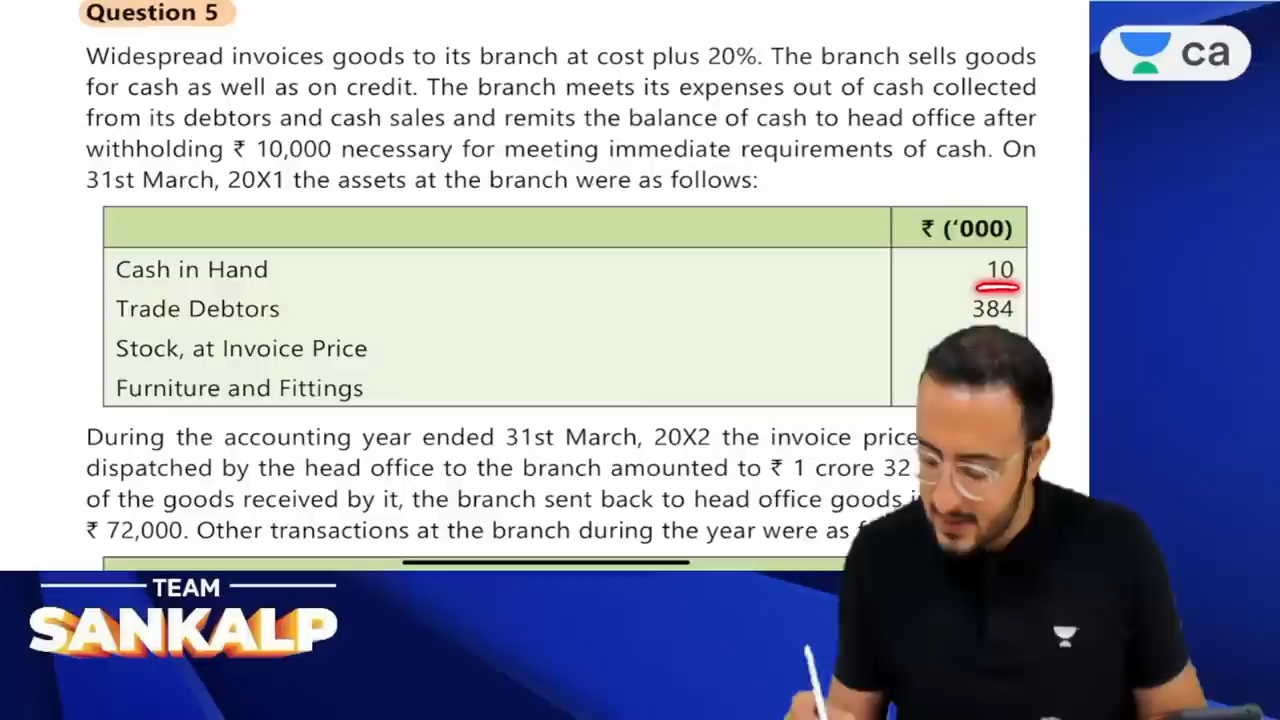 Question 5
ca
Widespread invoices goods to its branch at cost plus 20%. The branch sells goods
for cash as well as on credit. The branch meets its expenses out of cash collected
from its debtors and cash sales and remits the balance of cash to head office after
withholding ₹ 10,000 necessary for meeting immediate requirements of cash. On
31st March, 20X1 the assets at the branch were as follows:
₹ (‘000)
Cash in Hand 10
Trade Debtors 384
Stock, at Invoice Price
Furniture and Fittings
During the accounting year ended 31st March, 20X2 the invoice price
dispatched by the head office to the branch amounted to ₹ 1 crore 32
of the goods received by it, the branch sent back to head office goods
₹ 72,000. Other transactions at the branch during the year were as
TEAM
SANKALP